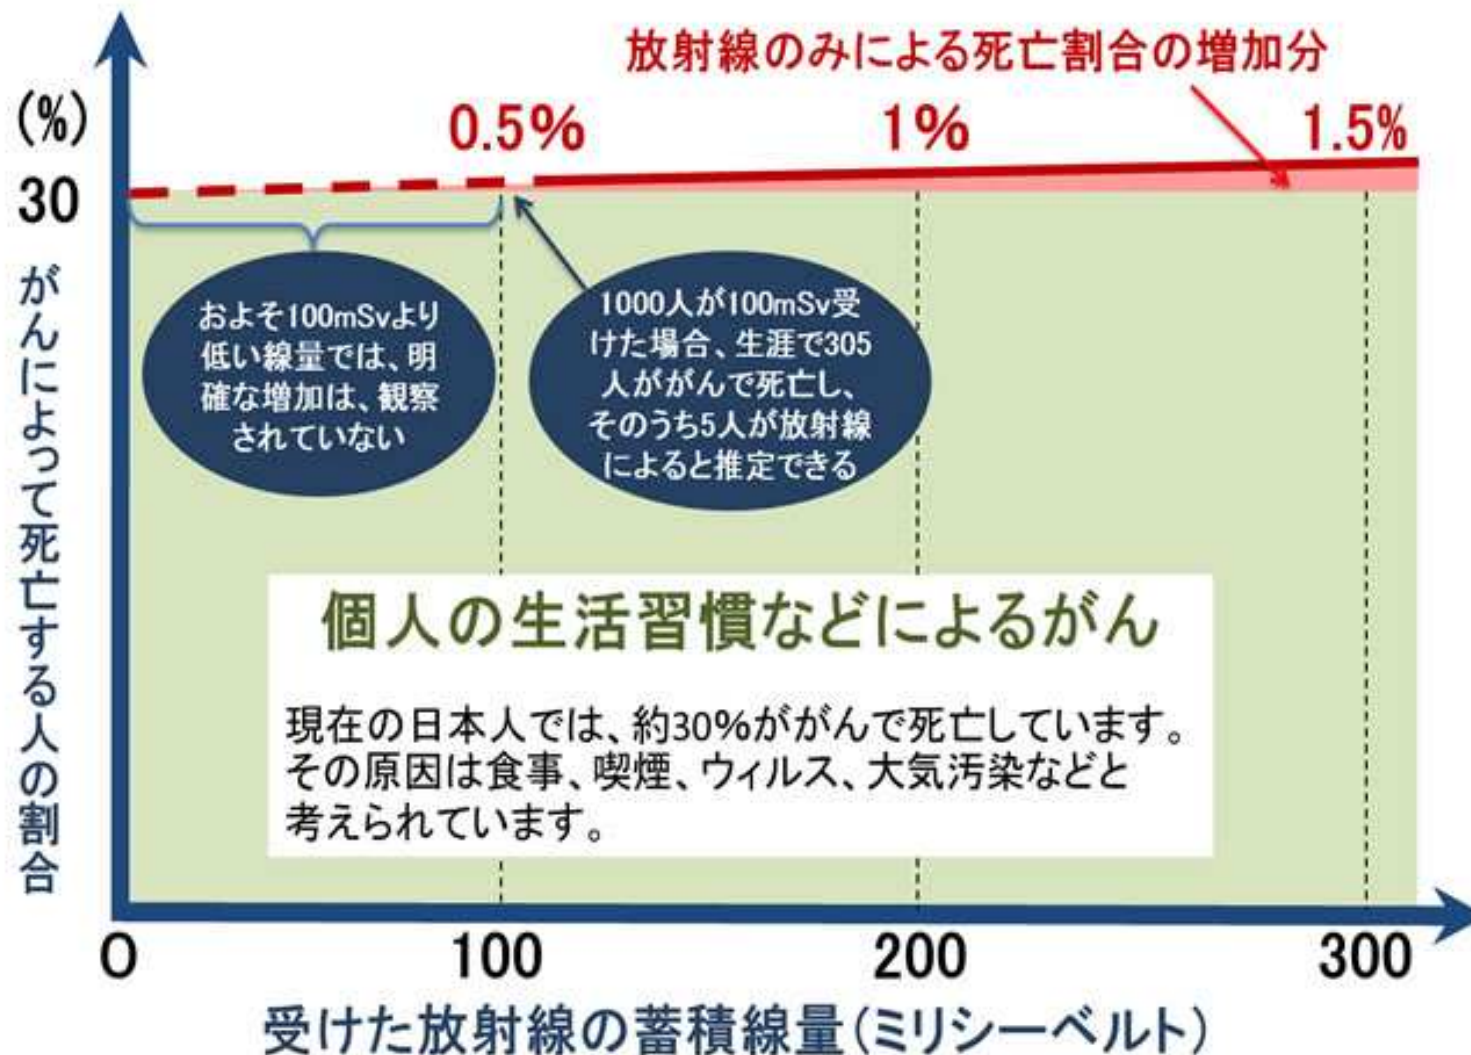 放射線のみによる死亡割合の増加分
(%)
0.5%
1%
1.5%
30
がんによって死亡する人の割合
およそ100mSvより
低い線量では、明
確な増加は、観察
されていない
1000人が100mSv受
けた場合、生涯で305
人ががんで死亡し、
そのうち5人が放射線
によると推定できる
個人の生活習慣などによるがん
現在の日本人では、約30%ががんで死亡しています。
その原因は食事、喫煙、ウィルス、大気汚染などと
考えられています。
0
100
200
300
受けた放射線の蓄積線量(ミリシーベルト)